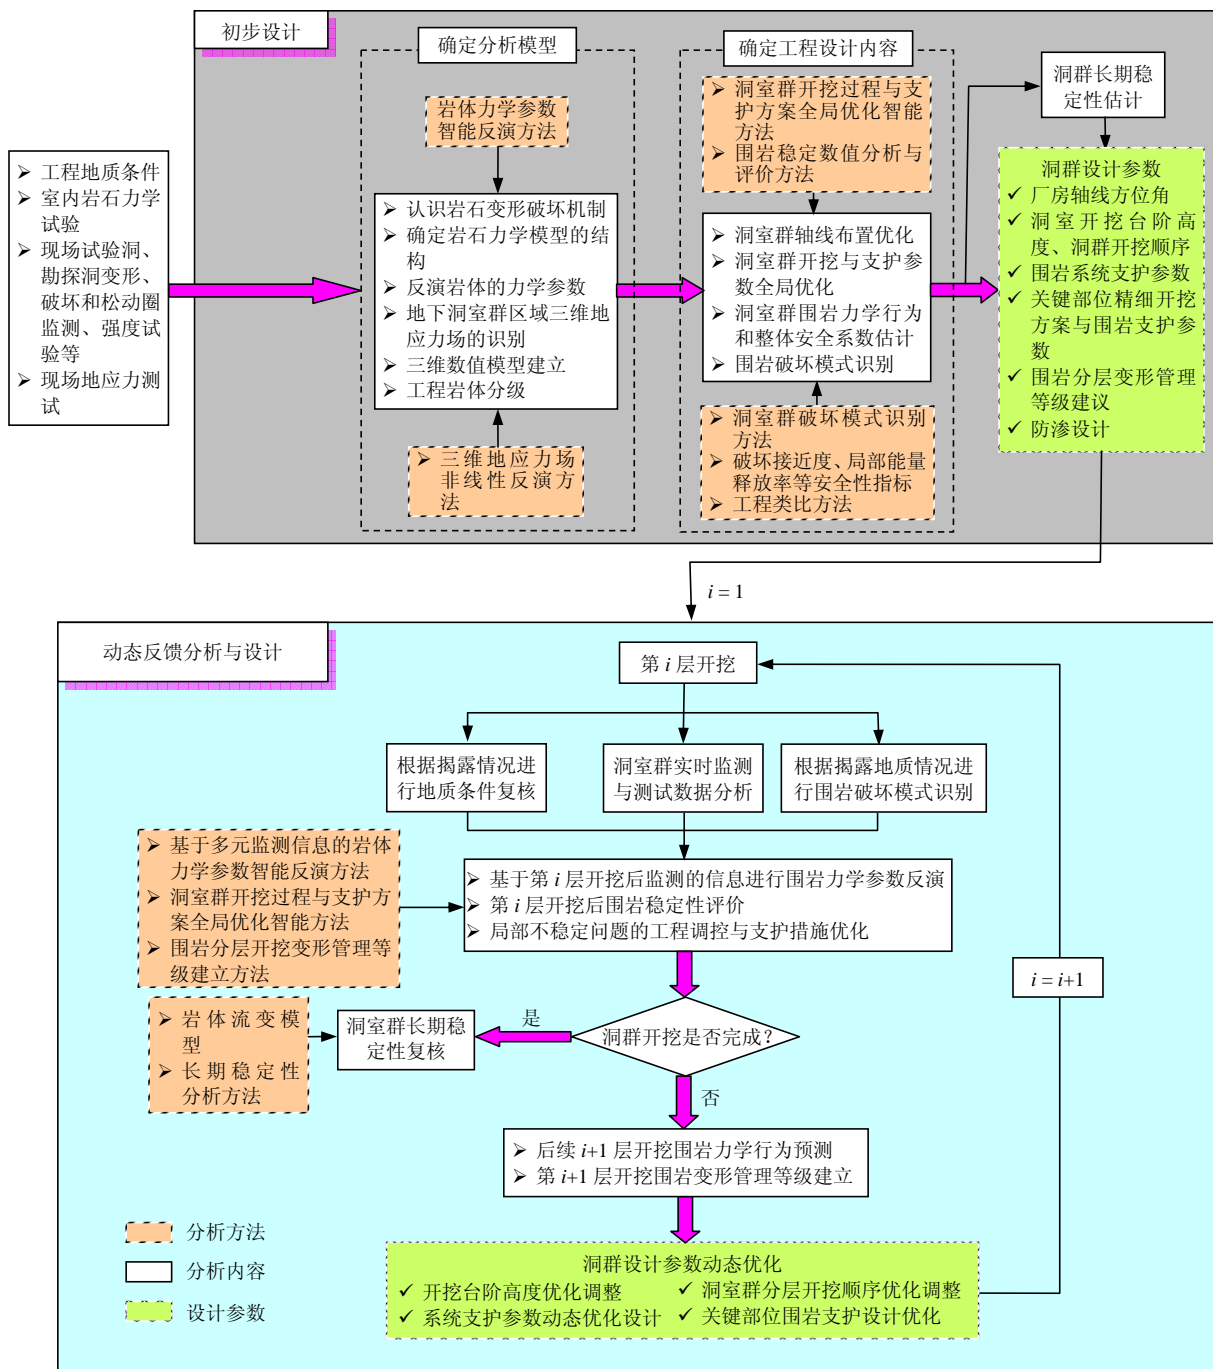 初步设计
工程地质条件
室内岩石力学
试验
现场试验洞、
勘探洞变形、
破坏和松动圈
监测、强度试
验等
现场地应力测
试
确定分析模型
岩体力学参数
智能反演方法
认识岩石变形破坏机制
确定岩石力学模型的结
构
反演岩体的力学参数
地下洞室群区域三维地
应力场的识别
三维数值模型建立
工程岩体分级
三维地应力场
非线性反演方
法
确定工程设计内容
洞室群开挖过程与支
护方案全局优化智能
方法
围岩稳定数值分析与
评价方法
洞室群轴线布置优化
洞室群开挖与支护参
数全局优化
洞室群围岩力学行为
和整体安全系数估计
围岩破坏模式识别
洞室群破坏模式识别
方法
破坏接近度、局部能量
释放率等安全性指标
工程类比方法
洞群长期稳
定性估计
洞群设计参数
✓ 厂房轴线方位角
✓ 洞室开挖台阶高
度、洞群开挖顺序
✓ 围岩系统支护参数
✓ 关键部位精细开挖
方案与围岩支护参
数
✓ 围岩分层变形管理
等级建议
✓ 防渗设计
i = 1
动态反馈分析与设计
第 i 层开挖
根据揭露情况进
行地质条件复核
洞室群实时监测
与测试数据分析
根据揭露地质情况进
行围岩破坏模式识别
基于多元监测信息的岩体
力学参数智能反演方法
洞室群开挖过程与支护方
案全局优化智能方法
围岩分层开挖变形管理等
级建立方法
基于第 i 层开挖后监测的信息进行围岩力学参数反演
第 i 层开挖后围岩稳定性评价
局部不稳定问题的工程调控与支护措施优化
i = i+1
岩体流变模
型
长期稳定性
分析方法
洞室群长期稳
定性复核
是
洞群开挖是否完成？
否
后续 i+1 层开挖围岩力学行为预测
第 i+1 层开挖围岩变形管理等级建立
分析方法
分析内容
设计参数
洞群设计参数动态优化
✓ 开挖台阶高度优化调整
✓ 洞室群分层开挖顺序优化调整
✓ 系统支护参数动态优化设计
✓ 关键部位围岩支护设计优化